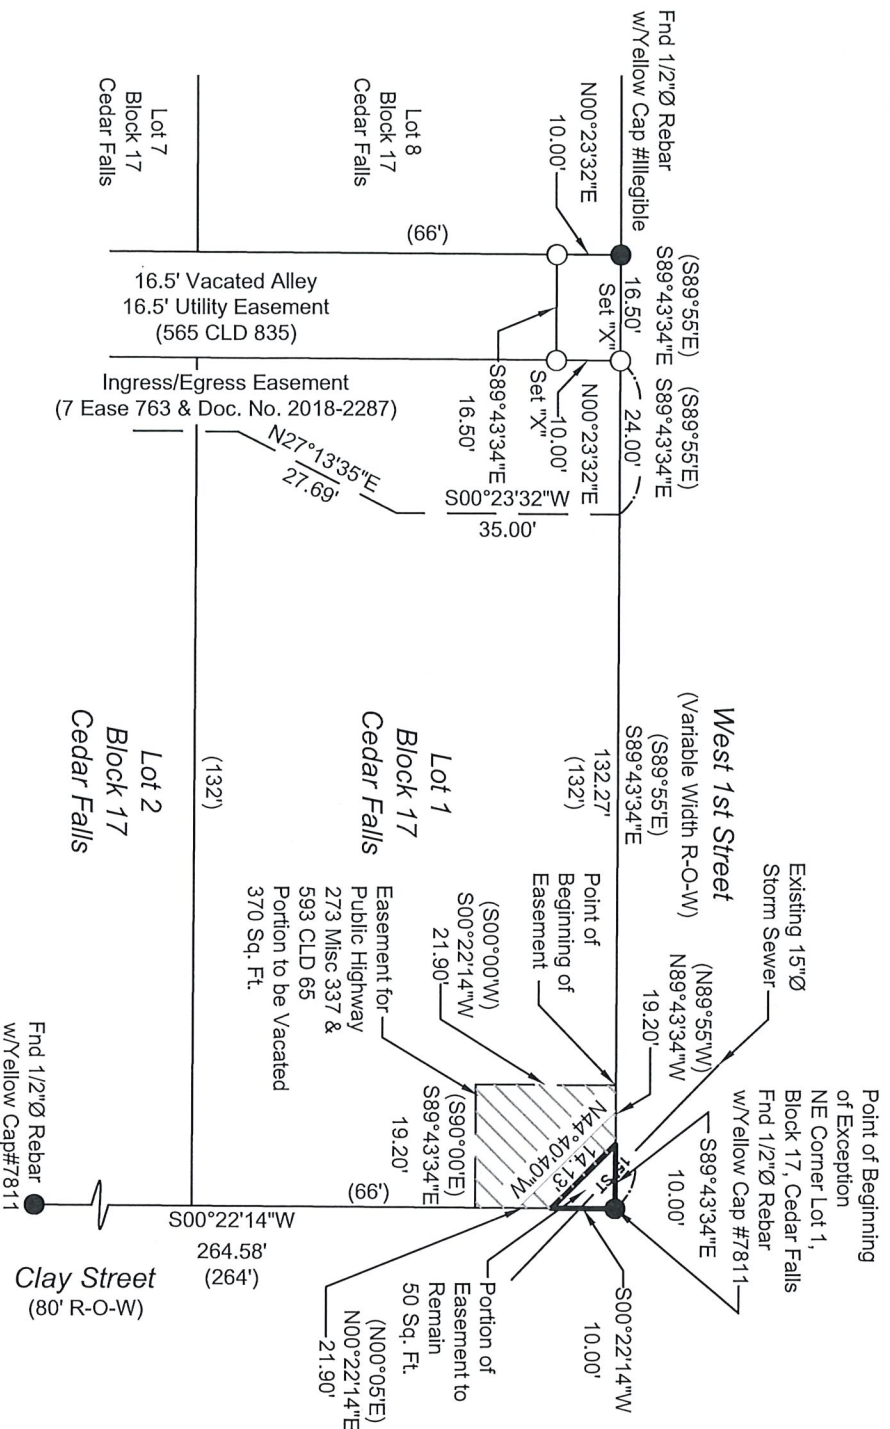 Fnd 1/2"Ø Rebar
w/Yellow Cap #Illegible
N00°23'32"E
10.00'
(S89°55'E)
S89°43'34"E
16.50'
Set "X"
(S89°55'E)
S89°43'34"E
24.00'
N00°23'32"E
10.00'
Set "X"
S89°43'34"E
16.50'
Lot 8
Block 17
Cedar Falls
Lot 7
Block 17
Cedar Falls
(66')
16.5' Vacated Alley
16.5' Utility Easement
(565 CLD 835)
Ingress/Egress Easement
(7 Ease 763 & Doc. No. 2018-2287)
N27°13'35"E
27.69'
S00°23'32"W
35.00'
West 1st Street
(Variable Width R-O-W)
(S89°55'E)
S89°43'34"E
132.27'
(132')
Lot 1
Block 17
Cedar Falls
(132')
Lot 2
Block 17
Cedar Falls
Existing 15"Ø
Storm Sewer
(N89°55'W)
N89°43'34"W
19.20'
Point of
Beginning of
Easement
(S00°00'W)
S00°22'14"W
21.90'
Easement for
Public Highway
273 Misc 337 &
593 CLD 65
Portion to be Vacated
370 Sq. Ft.
Point of Beginning
of Exception
NE Corner Lot 1,
Block 17, Cedar Falls
Fnd 1/2"Ø Rebar
w/Yellow Cap #7811
S89°43'34"E
10.00'
15" ST
N44°40'40"W
14.13'
(S90°00'E)
S89°43'34"E
19.20'
(66')
S00°22'14"W
10.00'
Portion of
Easement to
Remain
50 Sq. Ft.
(N00°05'E)
N00°22'14"E
21.90'
S00°22'14"W
264.58'
(264')
Clay Street
(80' R-O-W)
Fnd 1/2"Ø Rebar
w/Yellow Cap#7811